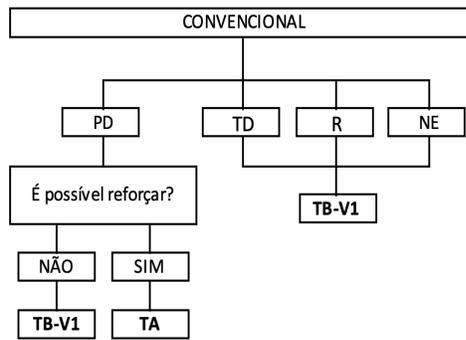 CONVENCIONAL
PD
TD
R
NE
É possível reforçar?
TB-V1
NÃO
SIM
TB-V1
TA